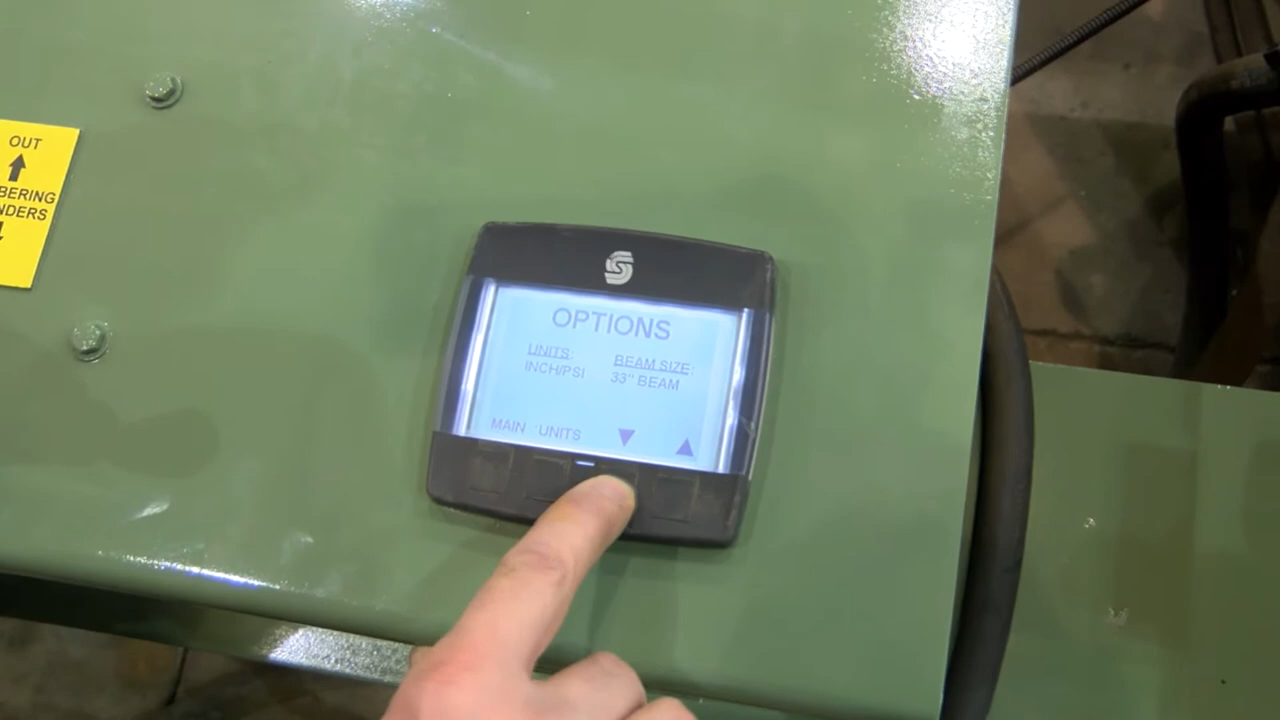 OUT
BERING
NDERS
OPTIONS
UNITS: BEAM SIZE:
INCH/PSI 33" BEAM
MAIN UNITS